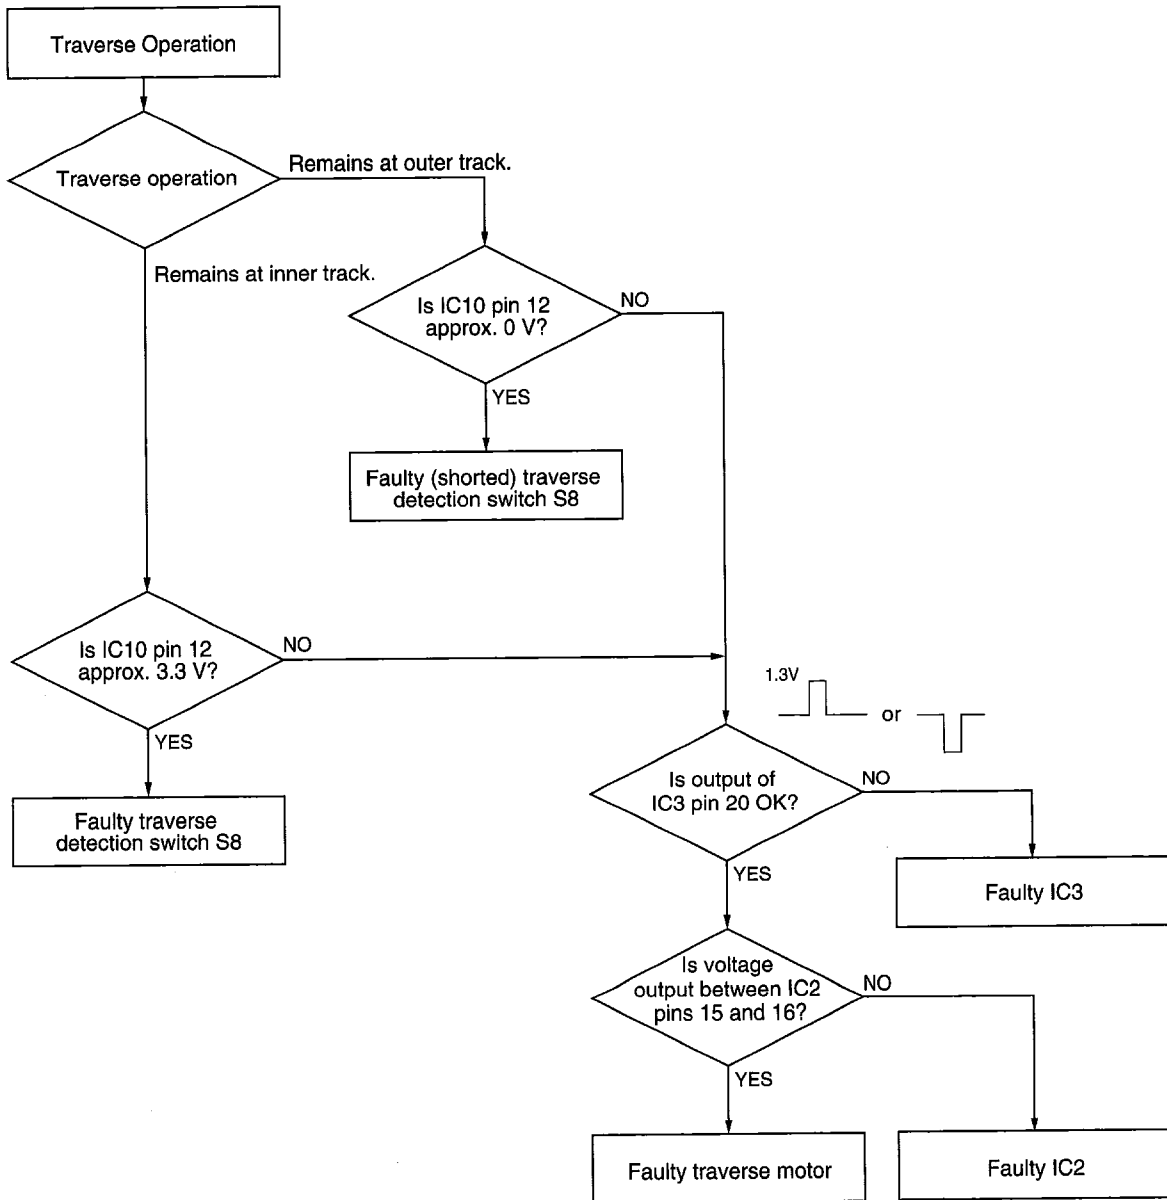 Traverse Operation
Traverse operation
Remains at outer track.
Remains at inner track.
Is IC10 pin 12
approx. 0 V?
NO
YES
Faulty (shorted) traverse
detection switch S8
Is IC10 pin 12
approx. 3.3 V?
NO
YES
Faulty traverse
detection switch S8
1.3V
or
Is output of
IC3 pin 20 OK?
NO
YES
Faulty IC3
Is voltage
output between IC2
pins 15 and 16?
NO
YES
Faulty traverse motor
Faulty IC2